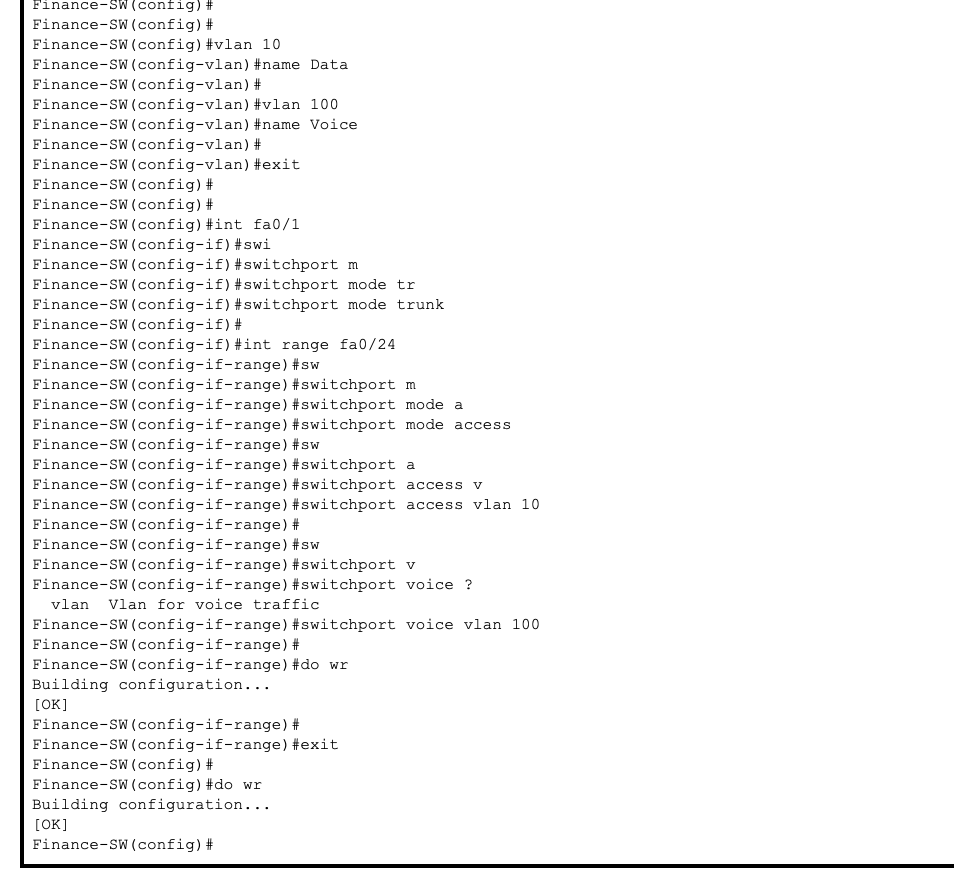 Finance-SW(config)#
Finance-SW(config)#
Finance-SW(config)#vlan 10
Finance-SW(config-vlan)#name Data
Finance-SW(config-vlan)#
Finance-SW(config-vlan)#vlan 100
Finance-SW(config-vlan)#name Voice
Finance-SW(config-vlan)#
Finance-SW(config-vlan)#exit
Finance-SW(config)#
Finance-SW(config)#
Finance-SW(config)#int fa0/1
Finance-SW(config-if)#swi
Finance-SW(config-if)#switchport m
Finance-SW(config-if)#switchport mode tr
Finance-SW(config-if)#switchport mode trunk
Finance-SW(config-if)#
Finance-SW(config-if)#int range fa0/24
Finance-SW(config-if-range)#sw
Finance-SW(config-if-range)#switchport m
Finance-SW(config-if-range)#switchport mode a
Finance-SW(config-if-range)#switchport mode access
Finance-SW(config-if-range)#sw
Finance-SW(config-if-range)#switchport a
Finance-SW(config-if-range)#switchport access v
Finance-SW(config-if-range)#switchport access vlan 10
Finance-SW(config-if-range)#
Finance-SW(config-if-range)#sw
Finance-SW(config-if-range)#switchport v
Finance-SW(config-if-range)#switchport voice ?
  vlan  Vlan for voice traffic
Finance-SW(config-if-range)#switchport voice vlan 100
Finance-SW(config-if-range)#
Finance-SW(config-if-range)#do wr
Building configuration...
[OK]
Finance-SW(config-if-range)#
Finance-SW(config-if-range)#exit
Finance-SW(config)#
Finance-SW(config)#do wr
Building configuration...
[OK]
Finance-SW(config)#